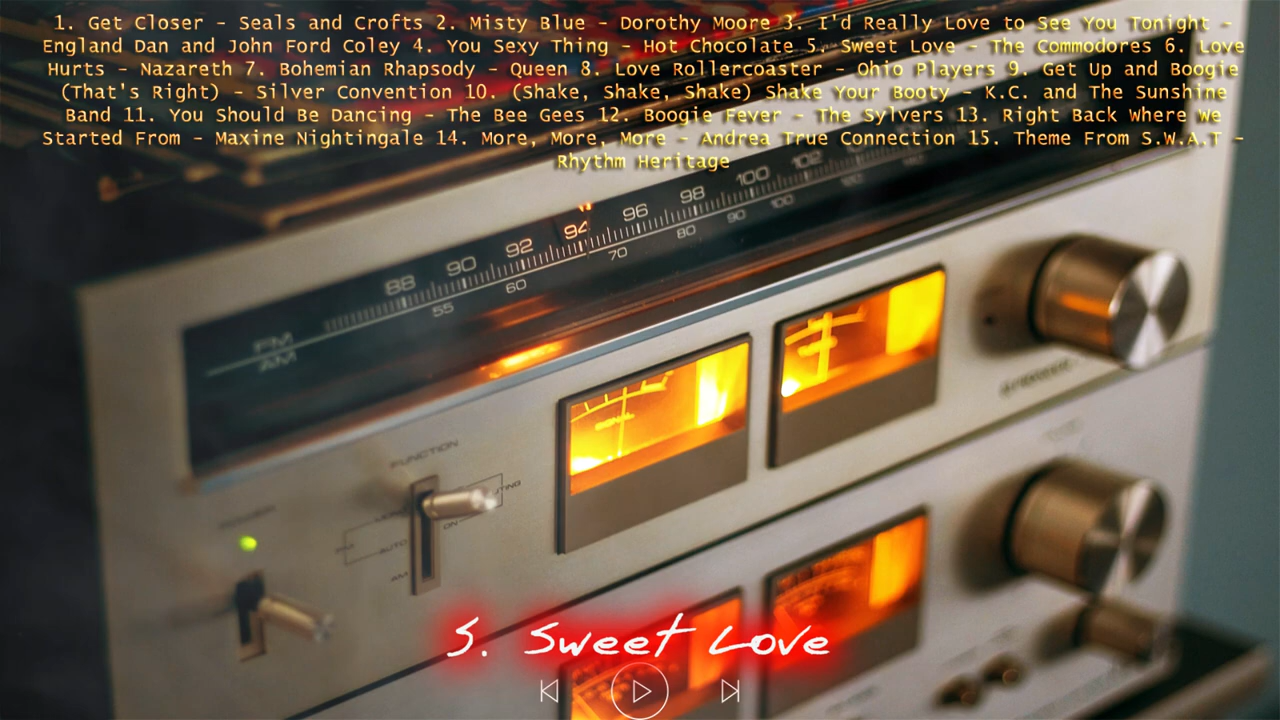 1. Get Closer - Seals and Crofts 2. Misty Blue - Dorothy Moore 3. I'd Really Love to See You Tonight -
England Dan and John Ford Coley 4. You Sexy Thing - Hot Chocolate 5. Sweet Love - The Commodores 6. Love
Hurts - Nazareth 7. Bohemian Rhapsody - Queen 8. Love Rollercoaster - Ohio Players 9. Get Up and Boogie
(That's Right) - Silver Convention 10. (Shake, Shake, Shake) Shake Your Booty - K.C. and The Sunshine
Band 11. You Should Be Dancing - The Bee Gees 12. Boogie Fever - The Sylvers 13. Right Back Where We
Started From - Maxine Nightingale 14. More, More, More - Andrea True Connection 15. Theme From S.W.A.T -
Rhythm Heritage
88 90 92 94 96 98 100 102
55 60 70 80 90 100
FM
AM
FUNCTION
POWER
ON
AUTO
AM
5. Sweet Love